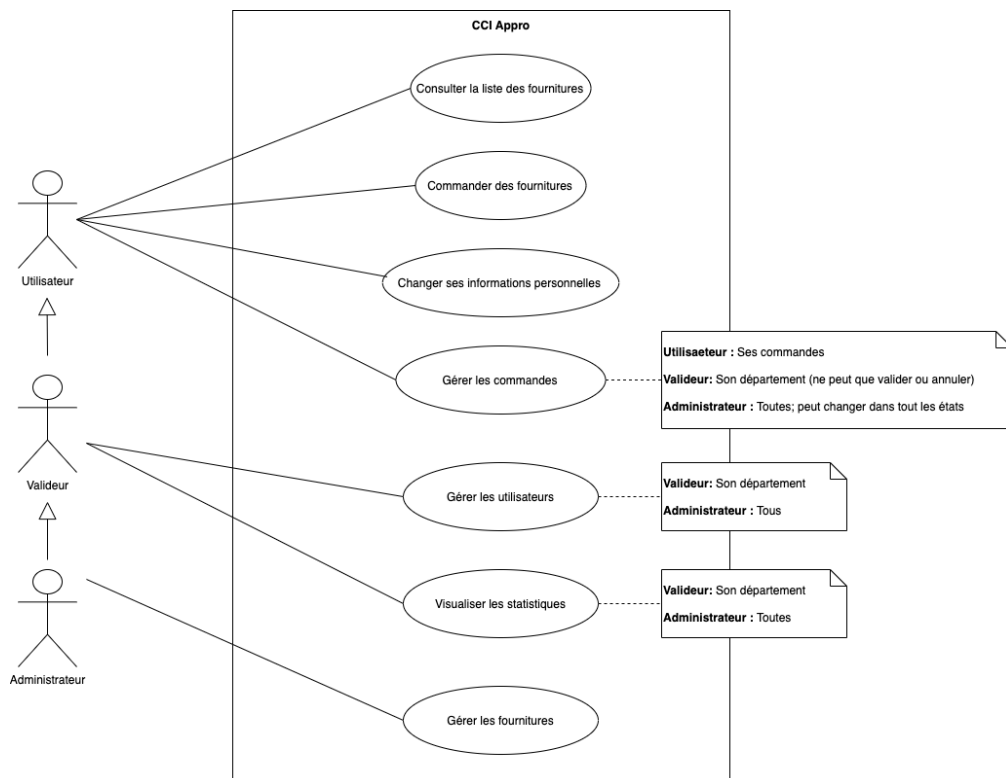 CCI Appro
Consulter la liste des fournitures
Commander des fournitures
Utilisateur
Changer ses informations personnelles
Gérer les commandes
Utilisaeteur : Ses commandes
Valideur: Son département (ne peut que valider ou annuler)
Administrateur : Toutes; peut changer dans tout les états
Valideur
Gérer les utilisateurs
Valideur: Son département
Administrateur : Tous
Visualiser les statistiques
Valideur: Son département
Administrateur : Toutes
Administrateur
Gérer les fournitures